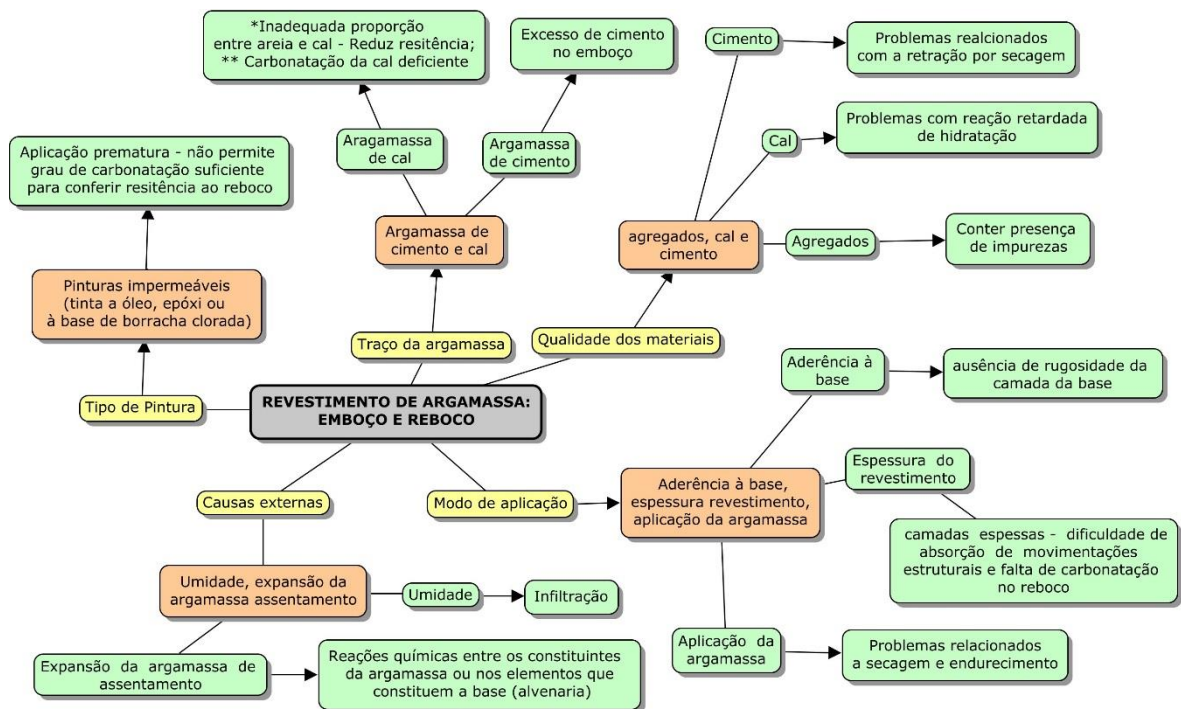 *Inadequada proporção
entre areia e cal - Reduz resitência;
** Carbonatação da cal deficiente
Excesso de cimento
no emboço
Cimento
Problemas realcionados
com a retração por secagem
Aragamassa
de cal
Argamassa
de cimento
Cal
Problemas com reação retardada
de hidratação
Aplicação prematura - não permite
grau de carbonatação suficiente
para conferir resitência ao reboco
Argamassa de
cimento e cal
agregados, cal e
cimento
Agregados
Conter presença
de impurezas
Pinturas impermeáveis
(tinta a óleo, epóxi ou
à base de borracha clorada)
Traço da argamassa
Qualidade dos materiais
Tipo de Pintura
REVESTIMENTO DE ARGAMASSA:
EMBOÇO E REBOCO
Aderência à
base
ausência de rugosidade da
camada da base
Causas externas
Modo de aplicação
Aderência à base,
espessura revestimento,
aplicação da argamassa
Espessura do
revestimento
camadas espessas - dificuldade de
absorção de movimentações
estruturais e falta de carbonatação
no reboco
Umidade, expansão da
argamassa assentamento
Umidade
Infiltração
Expansão da argamassa de
assentamento
Reações químicas entre os constituintes
da argamassa ou nos elementos que
constituem a base (alvenaria)
Aplicação da
argamassa
Problemas relacionados
a secagem e endurecimento